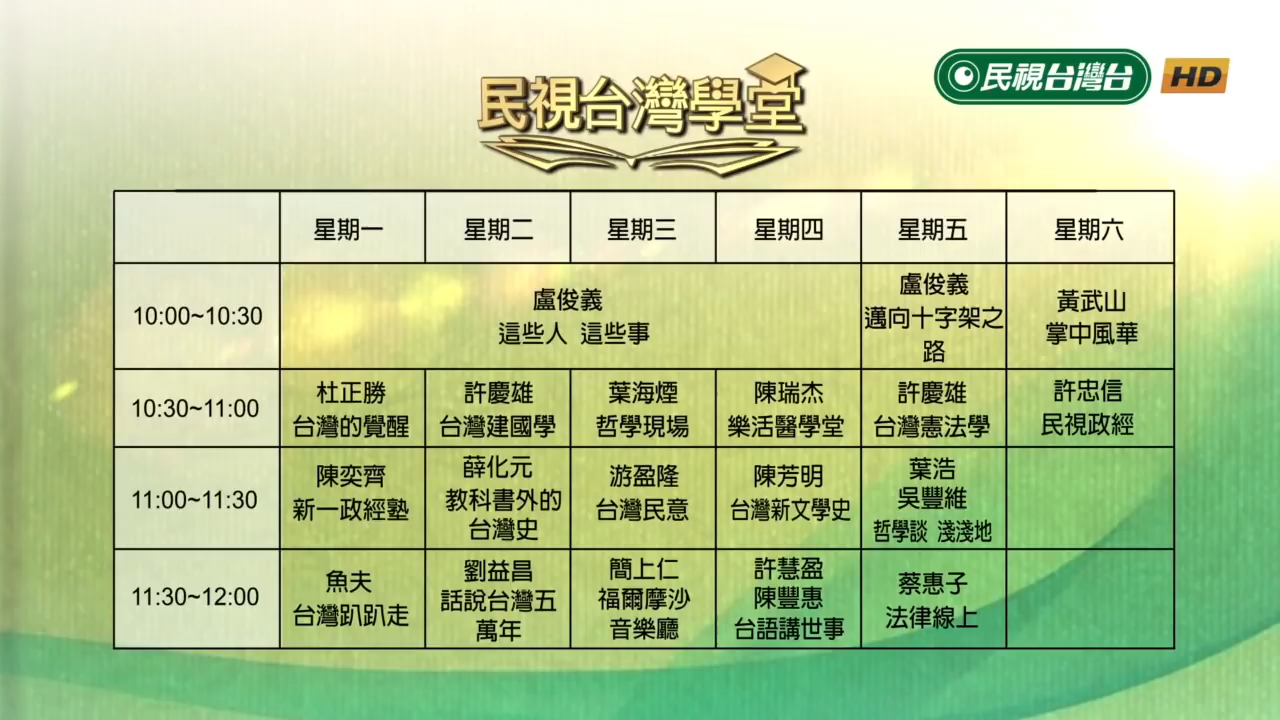 民視台灣學堂
民視台灣台 HD
星期一 星期二 星期三 星期四 星期五 星期六
10:00~10:30
盧俊義
這些人 這些事
盧俊義
邁向十字架之
路
黃武山
掌中風華
10:30~11:00
杜正勝
台灣的覺醒
許慶雄
台灣建國學
葉海煙
哲學現場
陳瑞杰
樂活醫學堂
許慶雄
台灣憲法學
許忠信
民視政經
11:00~11:30
陳奕齊
新一政經塾
薛化元
教科書外的
台灣史
游盈隆
台灣民意
陳芳明
台灣新文學史
葉浩
吳豐維
哲學談 淺淺地
11:30~12:00
魚夫
台灣趴趴走
劉益昌
話說台灣五
萬年
簡上仁
福爾摩沙
音樂廳
許慧盈
陳豐惠
台語講世事
蔡惠子
法律線上